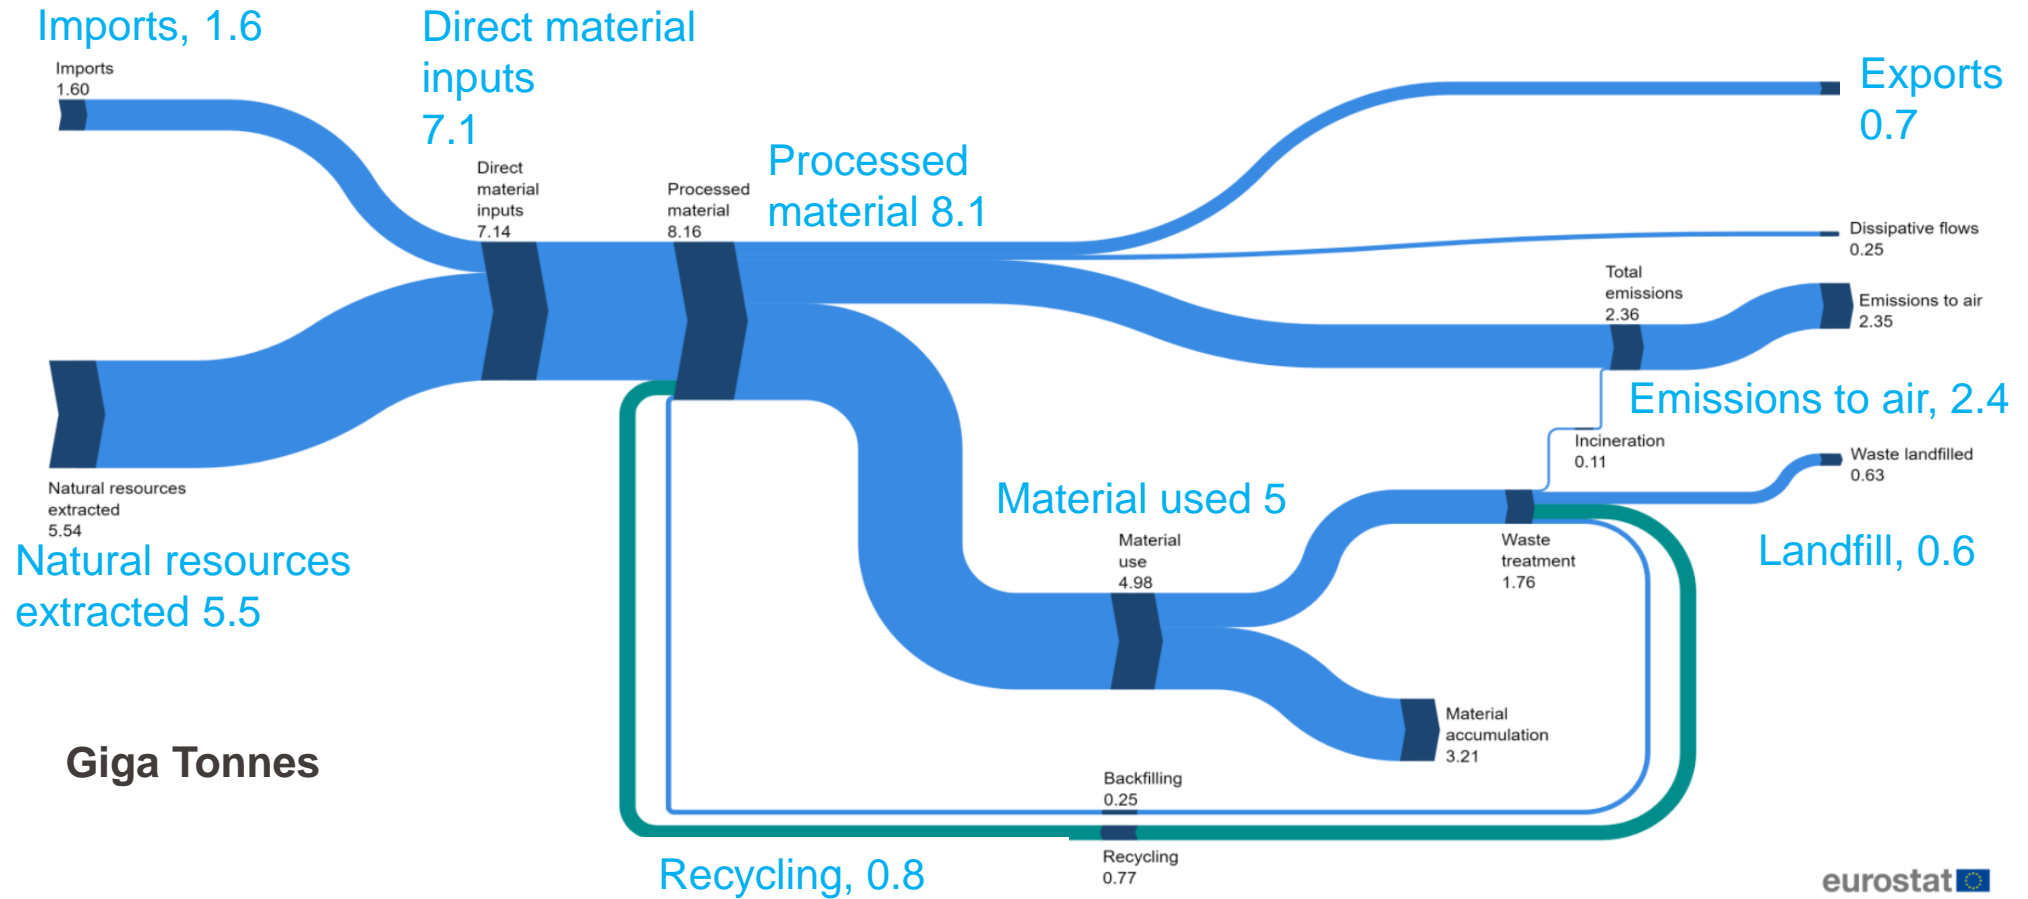 Imports, 1.6
Imports
1.60
Direct material
inputs
7.1
Direct
material
inputs
7.14
Processed
material 8.1
Processed
material
8.16
Exports
0.7
Dissipative flows
0.25
Total
emissions
2.36
Emissions to air
2.35
Emissions to air, 2.4
Incineration
0.11
Waste landfilled
0.63
Landfill, 0.6
Natural resources
extracted
5.54
Natural resources
extracted 5.5
Material used 5
Material
use
4.98
Waste
treatment
1.76
Material
accumulation
3.21
Giga Tonnes
Backfilling
0.25
Recycling
0.77
Recycling, 0.8
eurostat